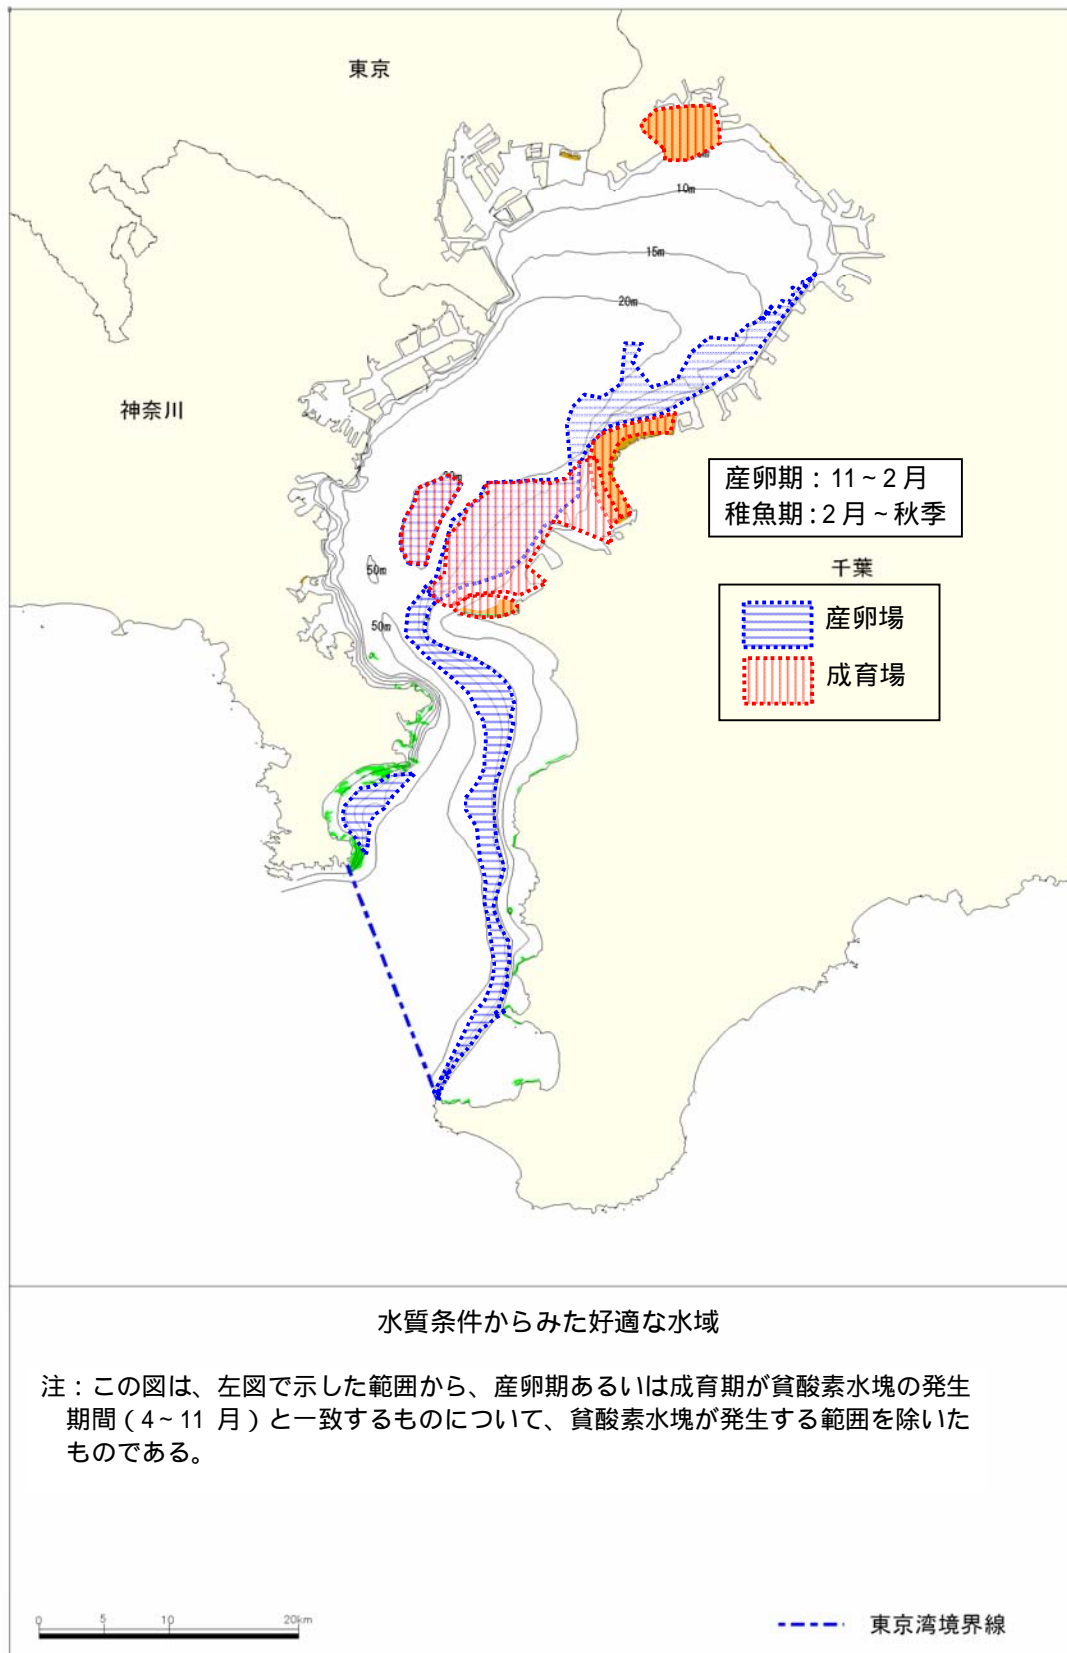 東京
10m
15m
20m
神奈川
産卵期：11～2月
稚魚期：2月～秋季
50m
千葉
産卵場
50m
成育場
水質条件からみた好適な水域
注：この図は、左図で示した範囲から、産卵期あるいは成育期が貧酸素水塊の発生
期間（4～11 月）と一致するものについて、貧酸素水塊が発生する範囲を除いた
ものである。
0 5 10 20km
東京湾境界線